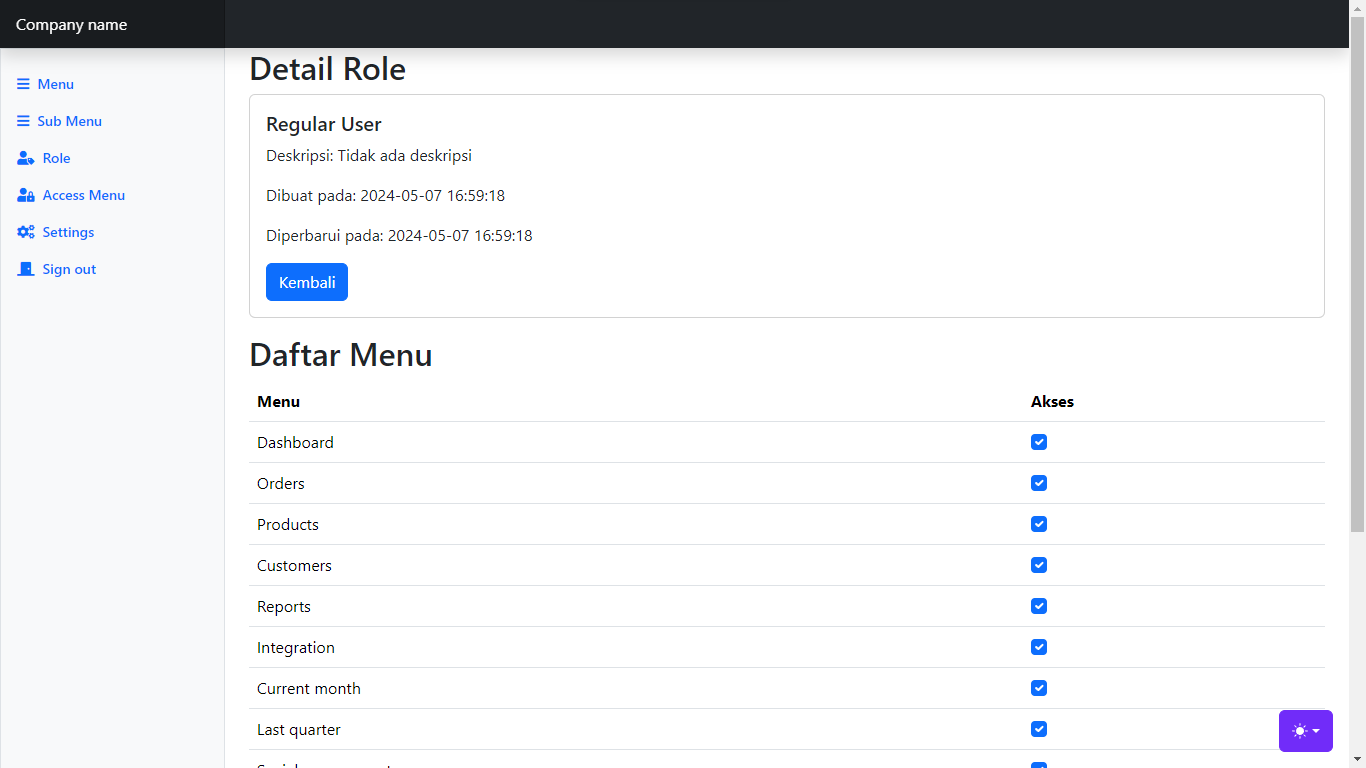 Company name
Menu
Sub Menu
Role
Access Menu
Settings
Sign out
Detail Role
Regular User
Deskripsi: Tidak ada deskripsi
Dibuat pada: 2024-05-07 16:59:18
Diperbarui pada: 2024-05-07 16:59:18
Kembali
Daftar Menu
Menu Akses
Dashboard
Orders
Products
Customers
Reports
Integration
Current month
Last quarter